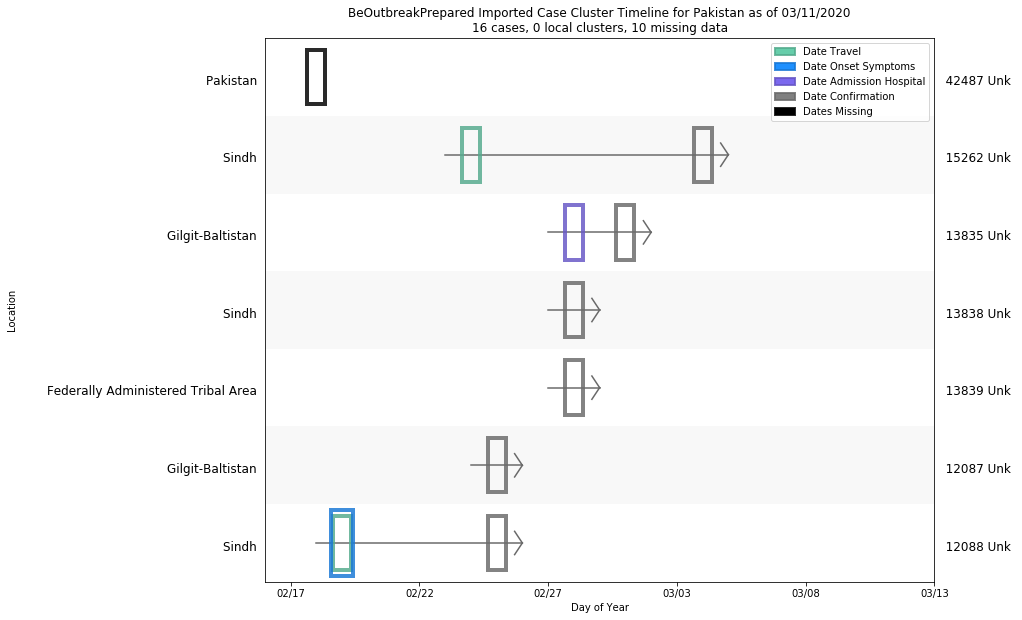 BeOutbreakPrepared Imported Case Cluster Timeline for Pakistan as of 03/11/2020
16 cases, 0 local clusters, 10 missing data
Date Travel
Date Onset Symptoms
Date Admission Hospital
Date Confirmation
Dates Missing
Pakistan 42487 Unk
Sindh 15262 Unk
Gilgit-Baltistan 13835 Unk
Sindh 13838 Unk
Federally Administered Tribal Area 13839 Unk
Gilgit-Baltistan 12087 Unk
Sindh 12088 Unk
Location
02/17 02/22 02/27 03/03 03/08 03/13
Day of Year